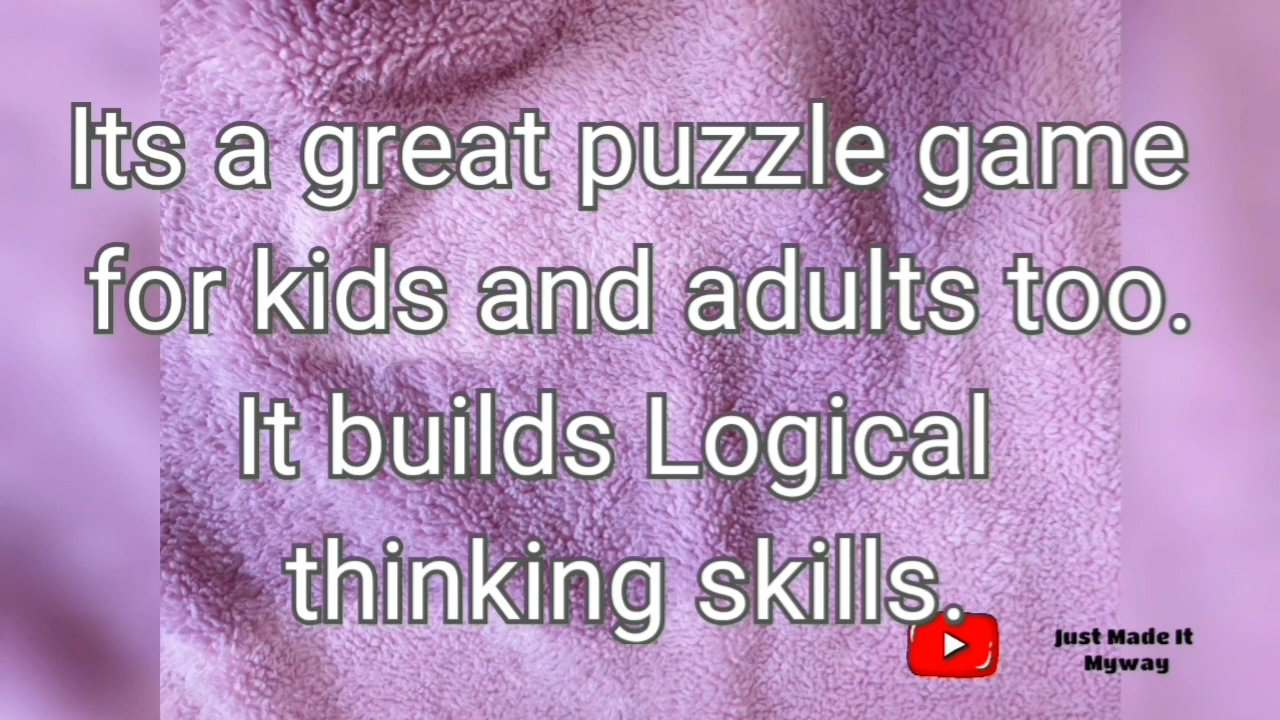 Its a great puzzle game
for kids and adults too.
It builds Logical
thinking skills.
Just Made It
Myway